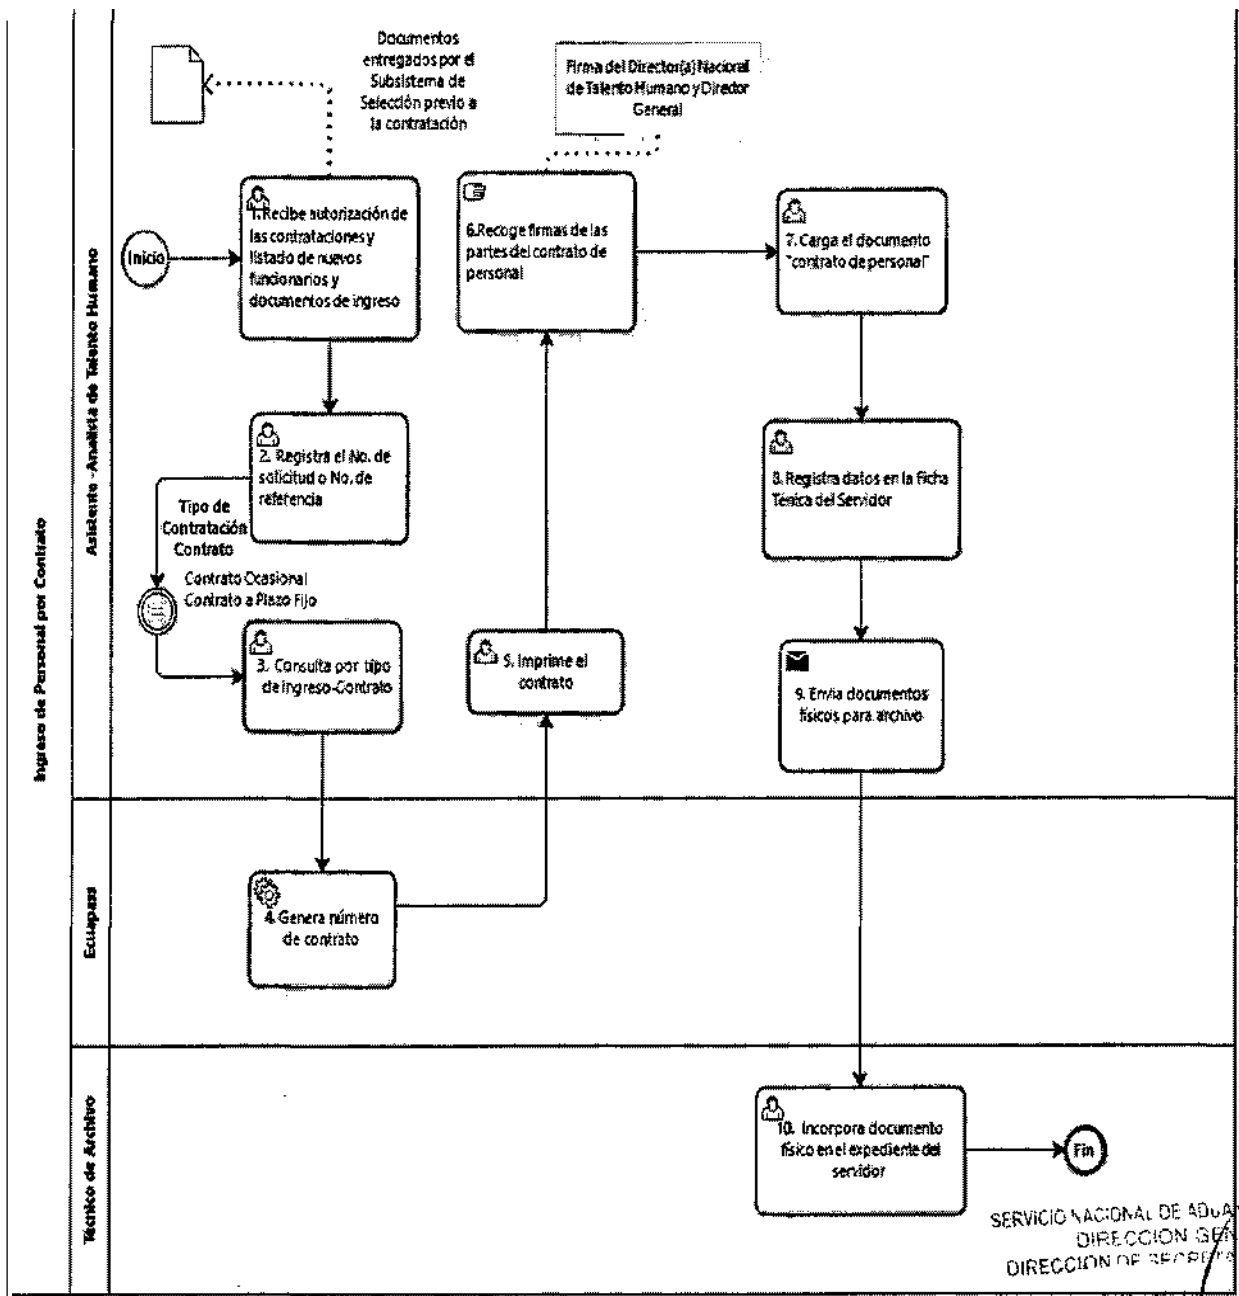 Ingreso de Personal por Contrato
Asistente -Analista de Talento Humano
Documentos
entregados por el
Subsistema de
Selección previo a
la contratación
Firma del Director(a) Nacional
de Talento Humano y Director
General
Inicio
1. Recibe autorización de
las contrataciones y
listado de nuevos
funcionarios y
documentos de ingreso
6.Recoge firmas de las
partes del contrato de
personal
7. Carga el documento
"contrato de personal"
2. Registra el No. de
solicitud o No. de
referencia
8. Registra datos en la Ficha
Ténica del Servidor
Tipo de
Contratación
Contrato
Contrato Ocasional
Contrato a Plazo Fijo
3. Consulta por tipo
de ingreso-Contrato
5. Imprime el
contrato
9. Envia documentos
físicos para archivo
Ecuapass
4. Genera número
de contrato
Técnico de Archivo
10. Incorpora documento
físico en el expediente del
servidor
Fin
SERVICIO NACIONAL DE ADUA
DIRECCION GEN
DIRECCION DE